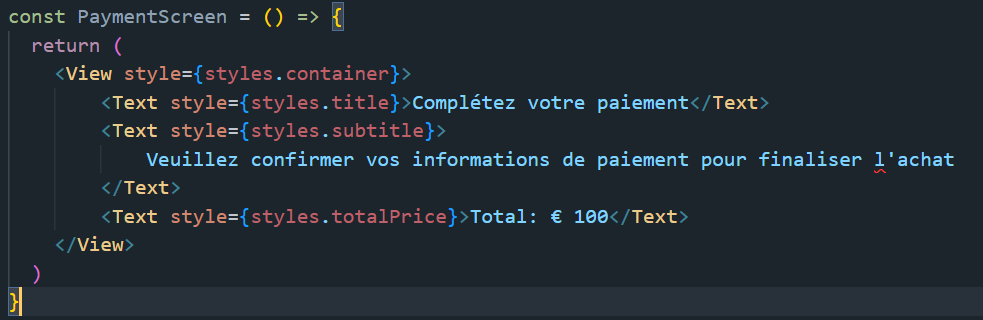 const PaymentScreen = () => {
return (
<View style={styles.container}>
<Text style={styles.title}>Complétez votre paiement</Text>
<Text style={styles.subtitle}>
Veuillez confirmer vos informations de paiement pour finaliser l'achat
</Text>
<Text style={styles.totalPrice}>Total: € 100</Text>
</View>
)
}